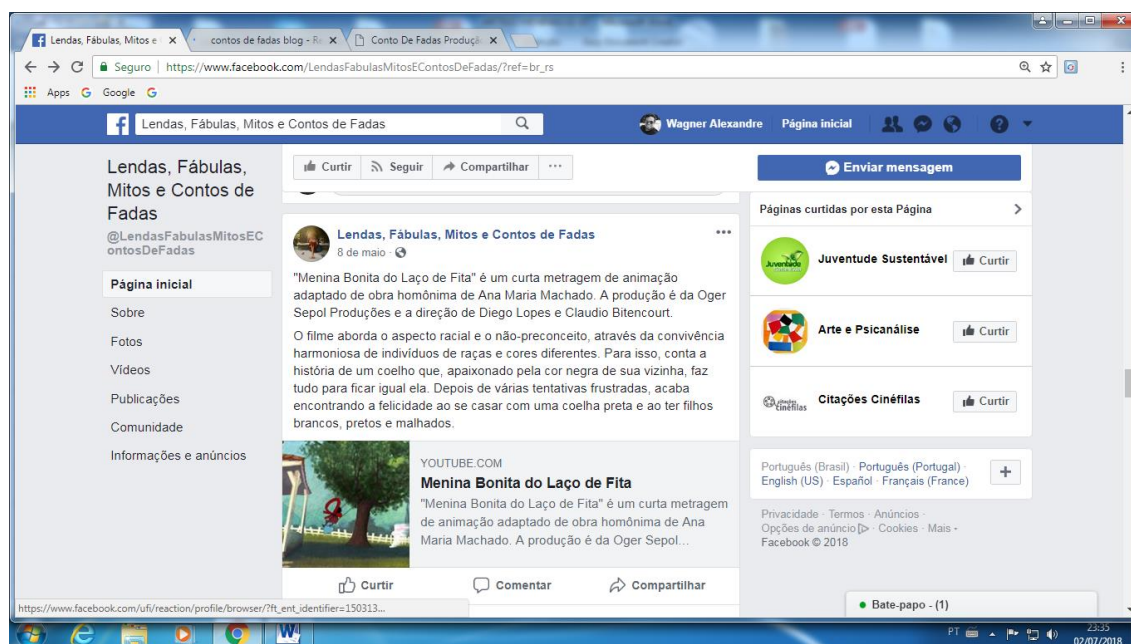 Lendas, Fábulas, Mitos e
contos de fadas blog - Re
Conto De Fadas Produçã
Seguro | https://www.facebook.com/LendasFabulasMitosEContosDeFadas/?ref=br_rs
Apps G Google G
Lendas, Fábulas, Mitos e Contos de Fadas
Wagner Alexandre
Página inicial
Lendas, Fábulas,
Mitos e Contos de
Fadas
@LendasFabulasMitosEC
ontosDeFadas
Página inicial
Sobre
Fotos
Vídeos
Publicações
Comunidade
Informações e anúncios
Curtir Seguir Compartilhar ...
Lendas, Fábulas, Mitos e Contos de Fadas
8 de maio ·
"Menina Bonita do Laço de Fita" é um curta metragem de animação
adaptado de obra homônima de Ana Maria Machado. A produção é da Oger
Sepol Produções e a direção de Diego Lopes e Claudio Bitencourt.
O filme aborda o aspecto racial e o não-preconceito, através da convivência
harmoniosa de indivíduos de raças e cores diferentes. Para isso, conta a
história de um coelho que, apaixonado pela cor negra de sua vizinha, faz
tudo para ficar igual ela. Depois de várias tentativas frustradas, acaba
encontrando a felicidade ao se casar com uma coelha preta e ao ter filhos
brancos, pretos e malhados.
YOUTUBE.COM
Menina Bonita do Laço de Fita
"Menina Bonita do Laço de Fita" é um curta metragem
de animação adaptado de obra homônima de Ana
Maria Machado. A produção é da Oger Sepol...
Curtir Comentar Compartilhar
Enviar mensagem
Páginas curtidas por esta Página
Juventude Sustentável Curtir
Arte e Psicanálise Curtir
Citações Cinéfilas Curtir
Português (Brasil) · Português (Portugal) ·
English (US) · Español · Français (France)
Privacidade · Termos · Anúncios ·
Opções de anúncio · Cookies · Mais
Facebook © 2018
Bate-papo - (1)
https://www.facebook.com/ufi/reaction/profile/browser/?ft_ent_identifier=150313...
PT
23:35
02/07/2018